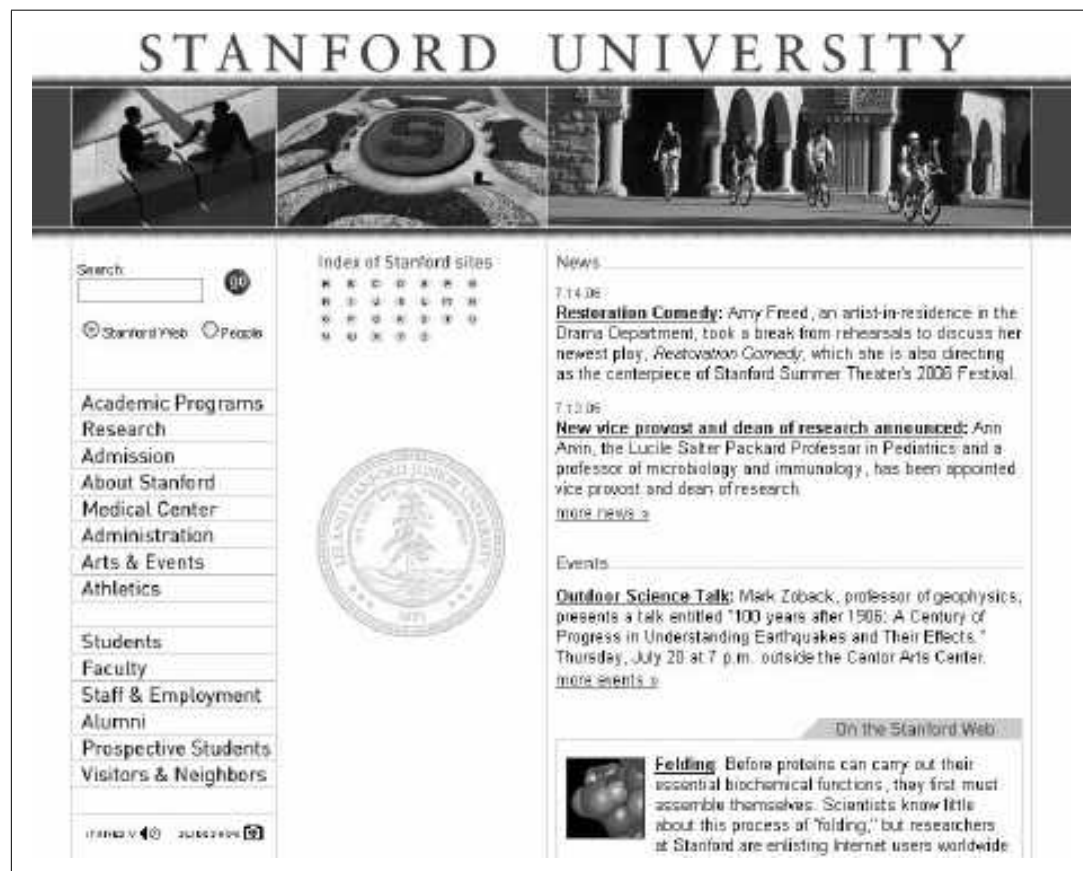 STANFORD UNIVERSITY
Search:
go
Stanford Web People
Academic Programs
Research
Admission
About Stanford
Medical Center
Administration
Arts & Events
Athletics
Students
Faculty
Staff & Employment
Alumni
Prospective Students
Visitors & Neighbors
Index of Stanford sites
LELAND STANFORD JUNIOR UNIVERSITY
News
7.14.06
Restoration Comedy: Amy Freed, an artist-in-residence in the
Drama Department, took a break from rehearsals to discuss her
newest play, Restoration Comedy, which she is also directing
as the centerpiece of Stanford Summer Theater's 2006 Festival.
7.13.06
New vice provost and dean of research announced: Ann
Arvin, the Lucile Salter Packard Professor in Pediatrics and a
professor of microbiology and immunology, has been appointed
vice provost and dean of research
more news »
Events
Outdoor Science Talk: Mark Zoback, professor of geophysics,
presents a talk entitled "100 years after 1906: A Century of
Progress in Understanding Earthquakes and Their Effects."
Thursday, July 20 at 7 p.m. outside the Cantor Arts Center.
more events »
On the Stanford Web
Folding: Before proteins can carry out their
essential biochemical functions, they first must
assemble themselves. Scientists know little
about this process of "folding," but researchers
at Stanford are enlisting Internet users worldwide